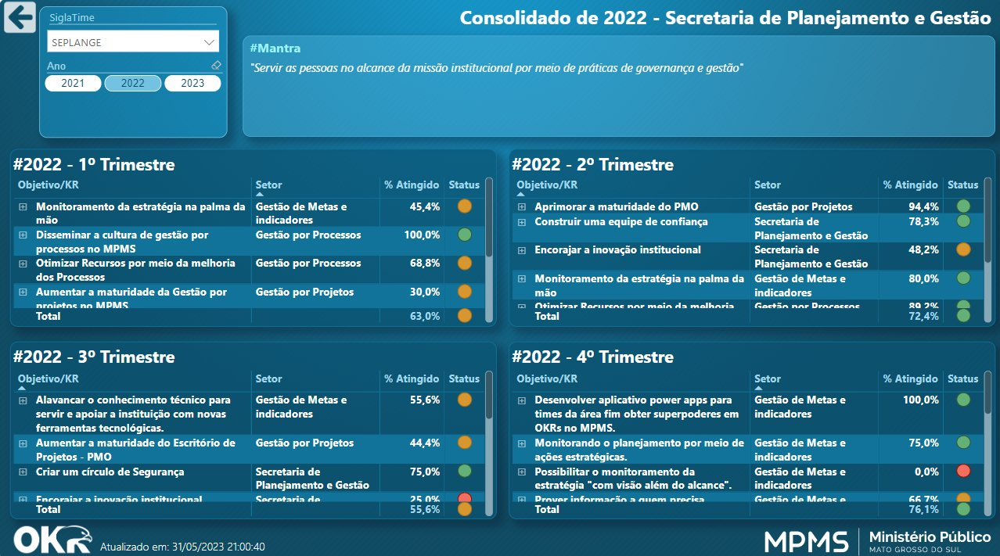 SiglaTime
SEPLANGE
Ano
2021 2022 2023
Consolidado de 2022 - Secretaria de Planejamento e Gestão
#Mantra
"Servir as pessoas no alcance da missão institucional por meio de práticas de governança e gestão"
#2022 - 1º Trimestre
Objetivo/KR Setor % Atingido Status
Monitoramento da estratégia na palma da Gestão de Metas e 45,4%
mão indicadores
Disseminar a cultura de gestão por Gestão por Processos 100,0%
processos no MPMS
Otimizar Recursos por meio da melhoria Gestão por Processos 68,8%
dos Processos
Aumentar a maturidade da Gestão por Gestão por Projetos 30,0%
projetos no MPMS
Total 63,0%
#2022 - 2º Trimestre
Objetivo/KR Setor % Atingido Status
Aprimorar a maturidade do PMO Gestão por Projetos 94,4%
Construir uma equipe de confiança Secretaria de 78,3%
Planejamento e Gestão
Encorajar a inovação institucional Secretaria de 48,2%
Planejamento e Gestão
Monitoramento da estratégia na palma da Gestão de Metas e 80,0%
mão indicadores
Otimizar Recursos por meio da melhoria Gestão por Processos 89,2%
Total 72,4%
#2022 - 3º Trimestre
Objetivo/KR Setor % Atingido Status
Alavancar o conhecimento técnico para Gestão de Metas e 55,6%
servir e apoiar a instituição com novas indicadores
ferramentas tecnológicas.
Aumentar a maturidade do Escritório de Gestão por Projetos 44,4%
Projetos - PMO
Criar um círculo de Segurança Secretaria de 75,0%
Planejamento e Gestão
Encorajar a inovação institucional Secretaria de 25,0%
Total 55,6%
#2022 - 4º Trimestre
Objetivo/KR Setor % Atingido Status
Desenvolver aplicativo power apps para Gestão de Metas e 100,0%
times da área fim obter superpoderes em indicadores
OKRs no MPMS.
Monitorando o planejamento por meio de Gestão de Metas e 75,0%
ações estratégicas. indicadores
Possibilitar o monitoramento da Gestão de Metas e 0,0%
estratégia "com visão além do alcance". indicadores
Prover informação a quem precisa Gestão de Metas e 66,7%
Total 76,1%
OKR
Atualizado em: 31/05/2023 21:00:40
MPMS
Ministério Público
MATO GROSSO DO SUL